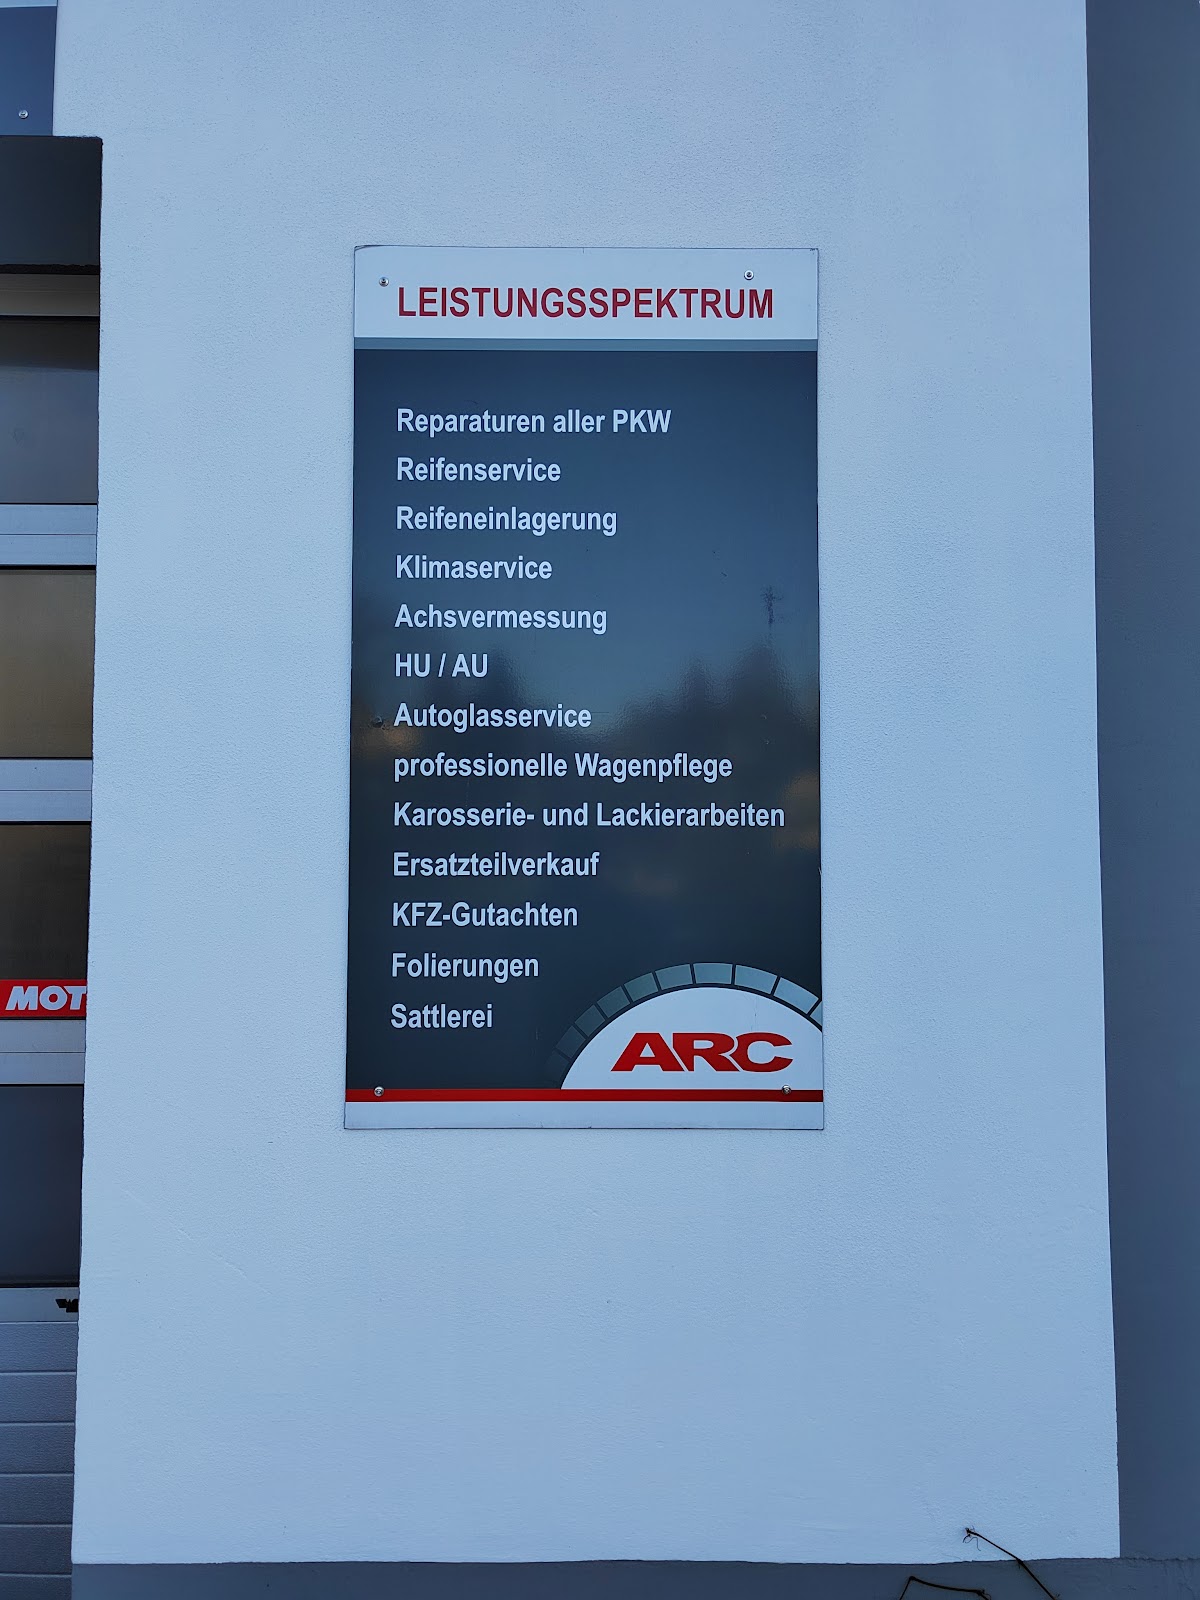 LEISTUNGSSPEKTRUM
Reparaturen aller PKW
Reifenservice
Reifeneinlagerung
Klimaservice
Achsvermessung
HU / AU
Autoglasservice
professionelle Wagenpflege
Karosserie- und Lackierarbeiten
Ersatzteilverkauf
KFZ-Gutachten
Folierungen
Sattlerei
ARC
MOT